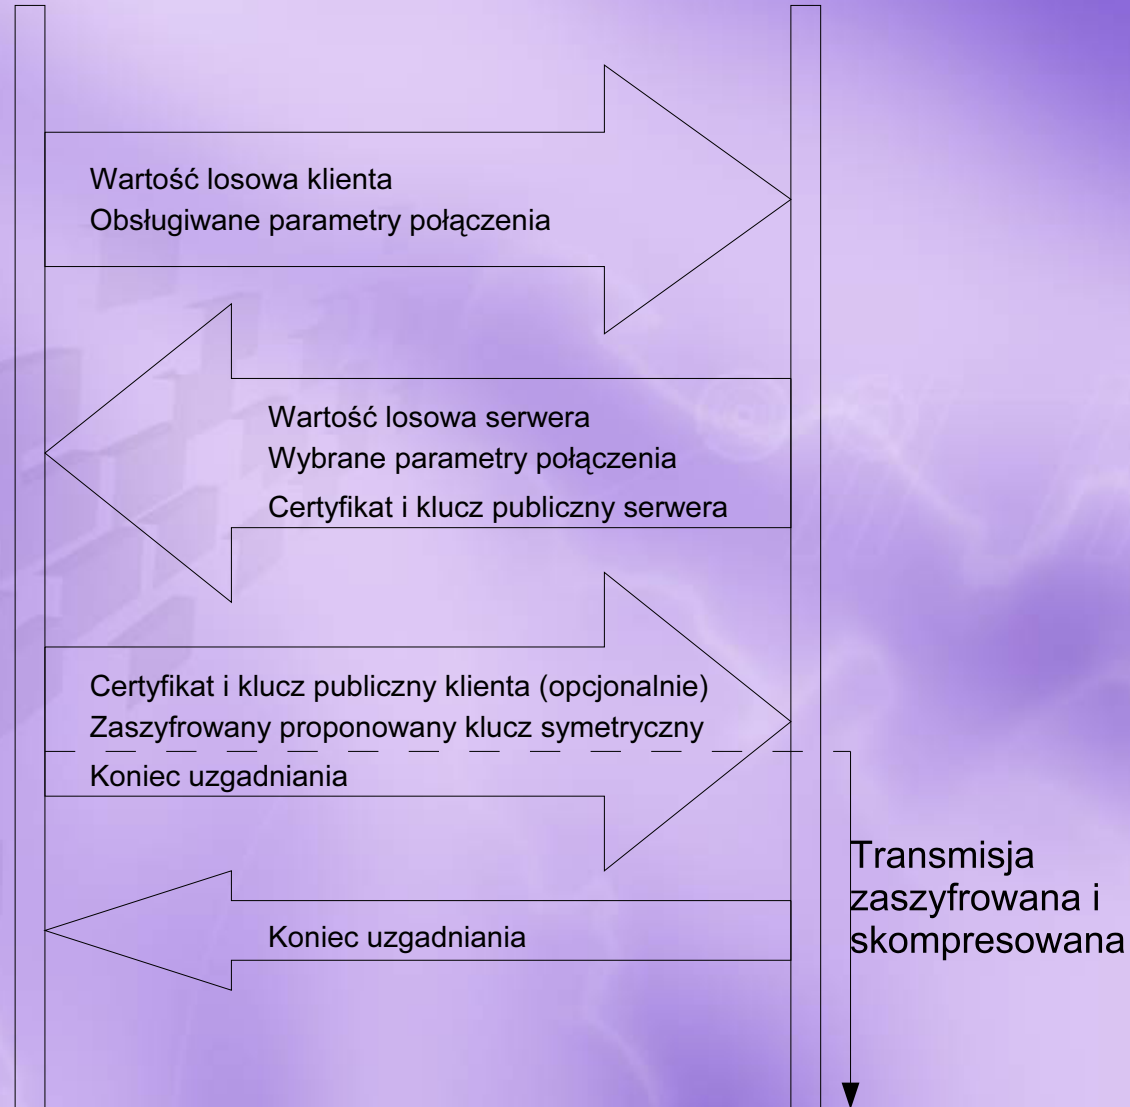 Wartość losowa klienta
Obsługiwane parametry połączenia
Wartość losowa serwera
Wybrane parametry połączenia
Certyfikat i klucz publiczny serwera
Certyfikat i klucz publiczny klienta (opcjonalnie)
Zaszyfrowany proponowany klucz symetryczny
Koniec uzgadniania
Transmisja
zaszyfrowana i
skompresowana
Koniec uzgadniania